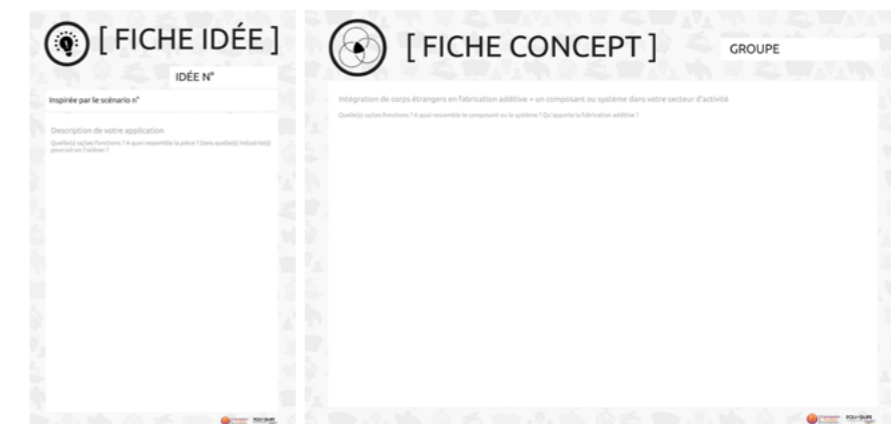 [ FICHE IDÉE ]
IDÉE N°
Inspirée par le scénario n°
Description de votre application
Quelle(s) sa/ses fonctions ? A quoi ressemble la pièce ? Dans quelle(s) industrie(s)
pourrait-on l'utiliser ?
[ FICHE CONCEPT ]
GROUPE
Intégration de corps étrangers en fabrication additive + un composant ou système dans votre secteur d'activité
Quelle(s) sa/ses fonctions ? A quoi ressemble le composant ou le système ? Qu'apporte la fabrication additive ?